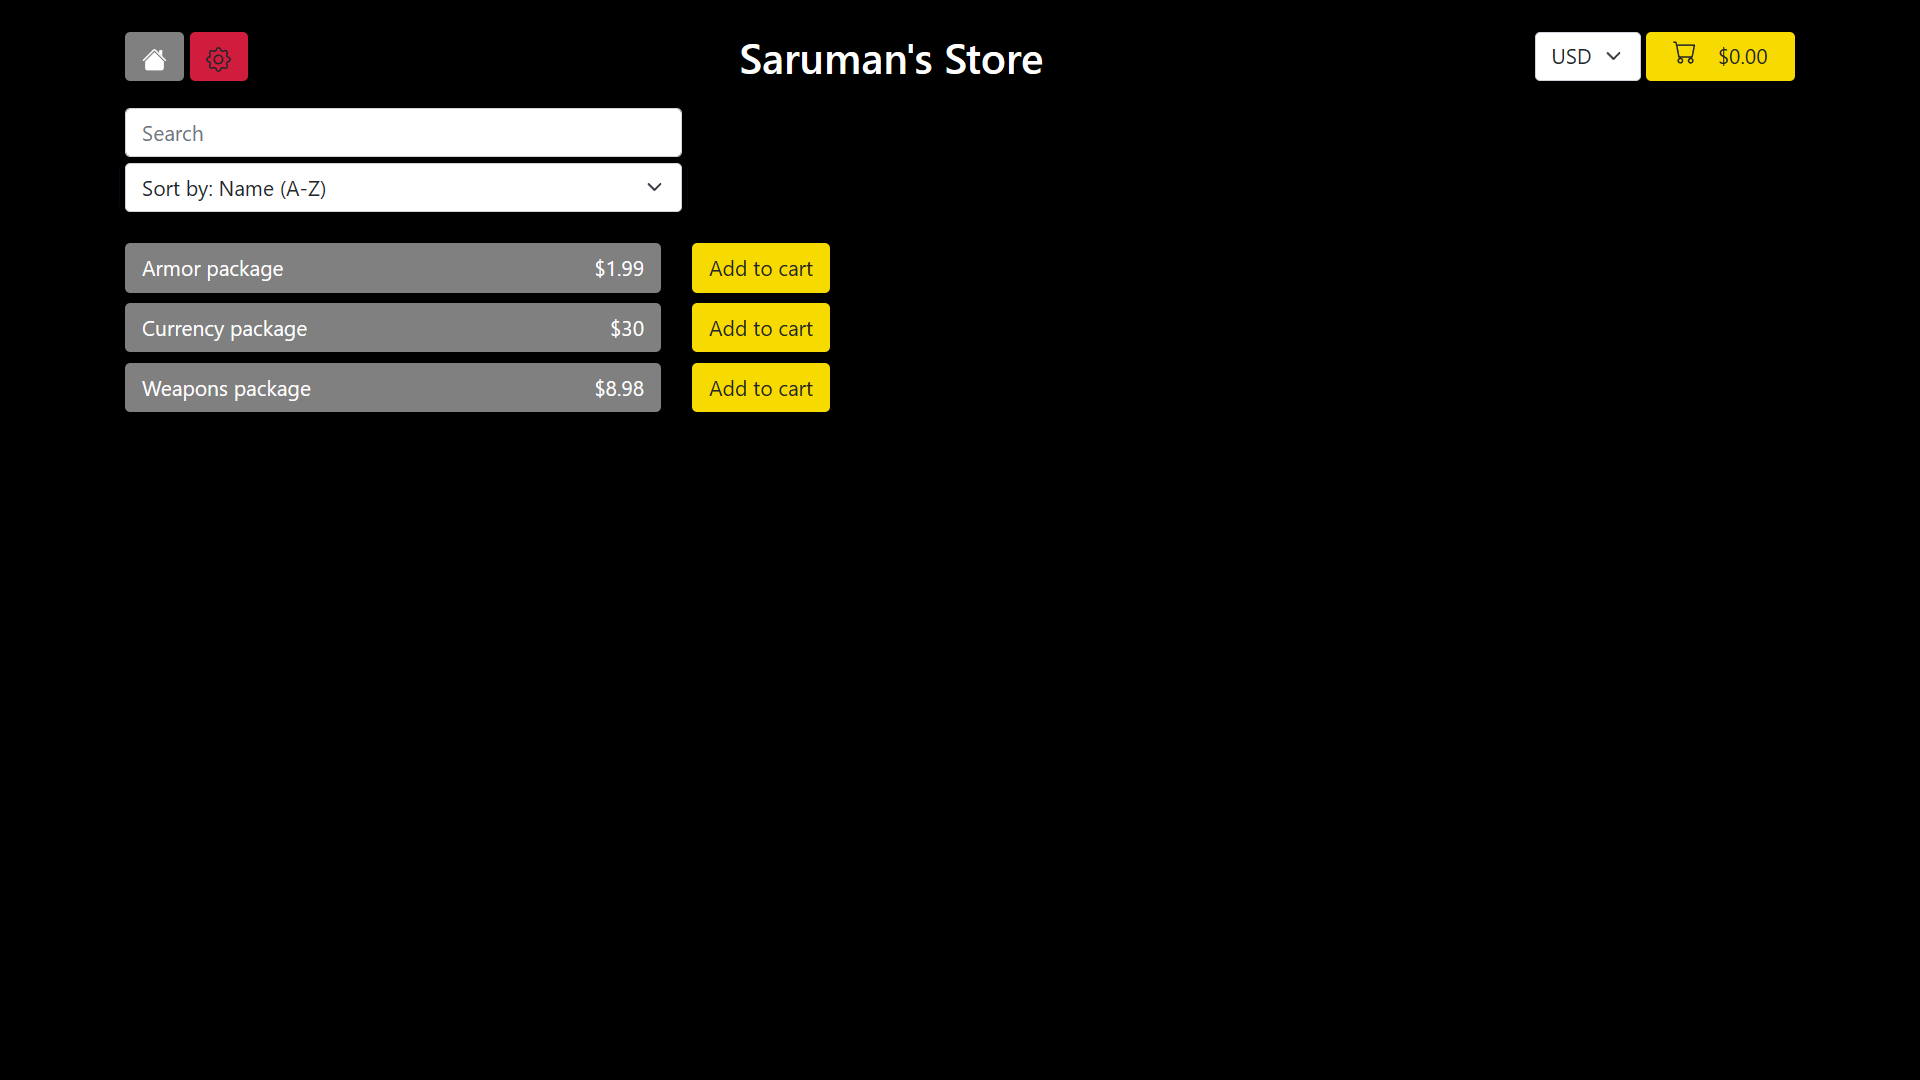 Saruman's Store
USD
$0.00
Search
Sort by: Name (A-Z)
Armor package $1.99 Add to cart
Currency package $30 Add to cart
Weapons package $8.98 Add to cart